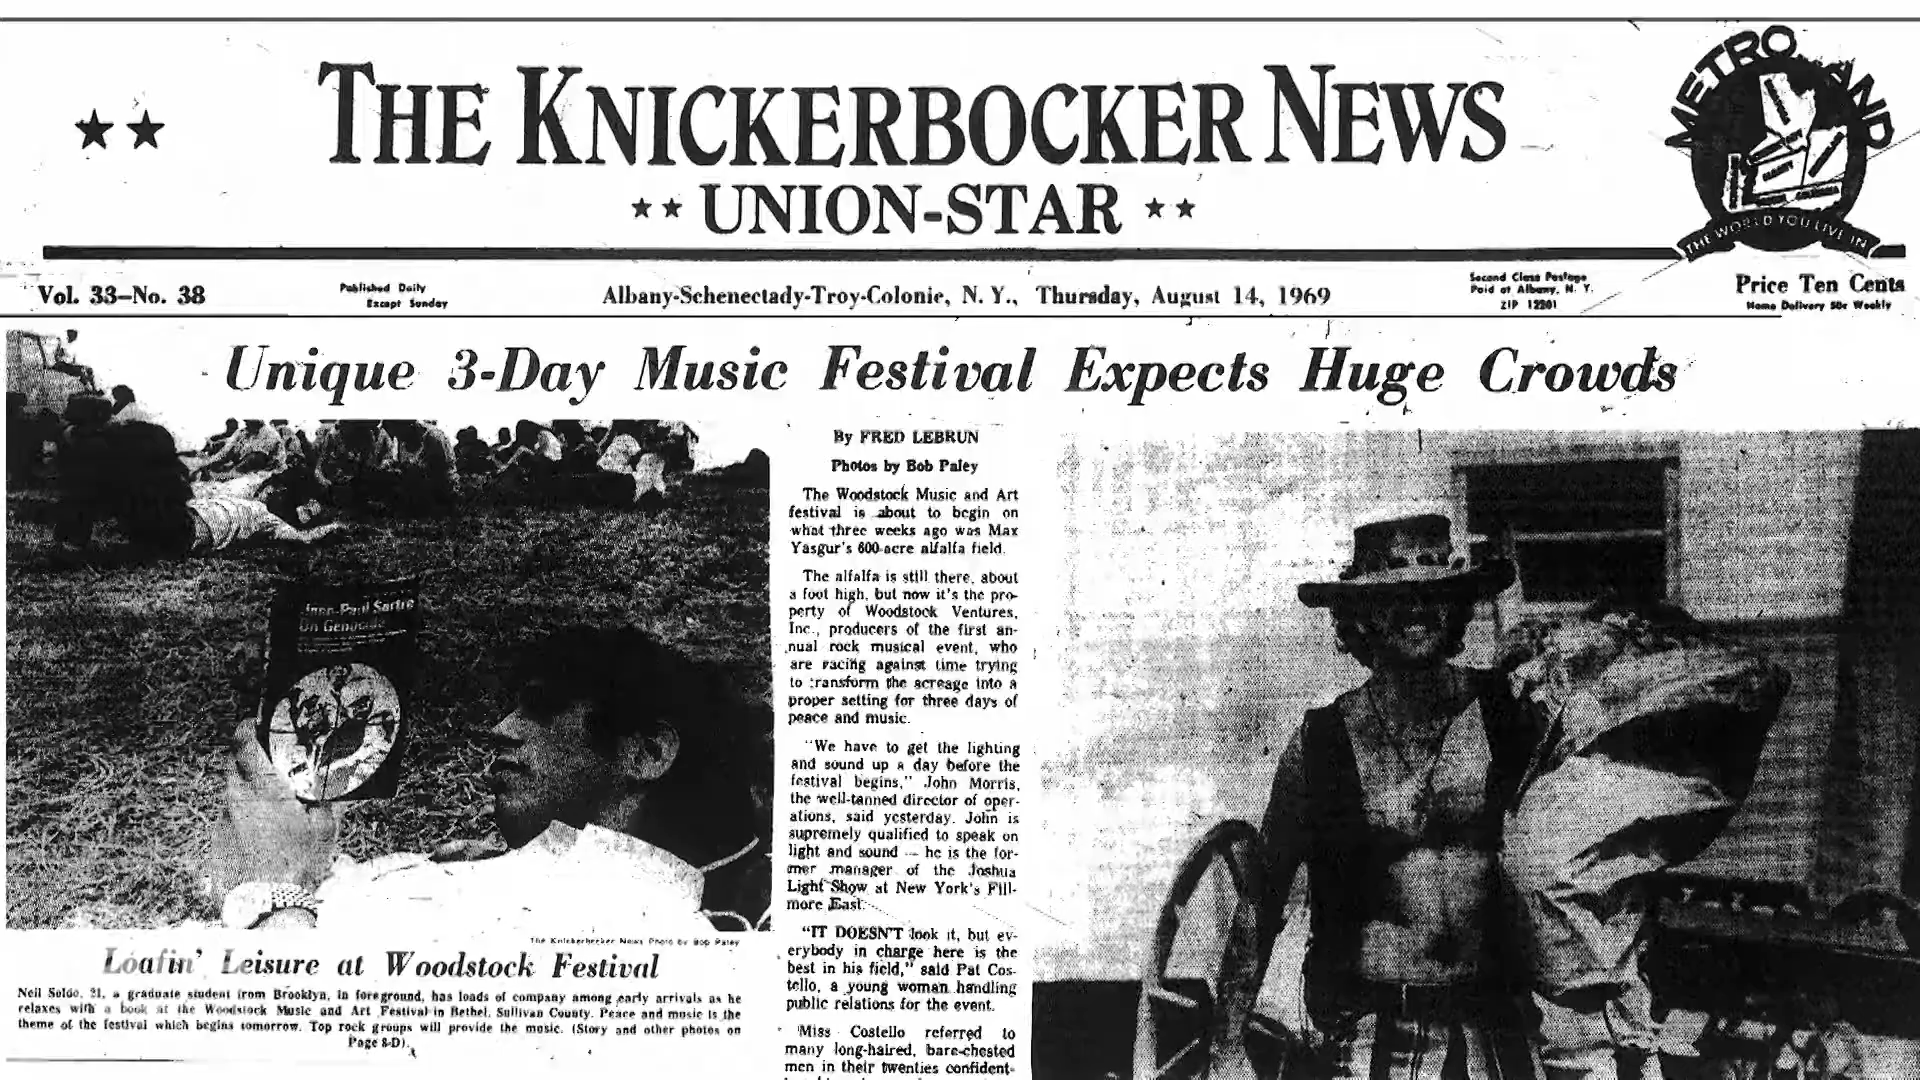 THE KNICKERBOCKER NEWS
UNION-STAR
METROLAND
THE WORLD YOU LIVE IN
Vol. 33—No. 38
Published Daily
Except Sunday
Albany-Schenectady-Troy-Colonie, N. Y., Thursday, August 14, 1969
Second Class Postage
Paid at Albany, N. Y.
ZIP 12201
Price Ten Cents
Home Delivery 50c Weekly
Unique 3-Day Music Festival Expects Huge Crowds
Jean-Paul Sartre
On Genocide
The Knickerbocker News Photo by Bob Paley
Loafin' Leisure at Woodstock Festival
Neil Soldo, 21, a graduate student from Brooklyn, in foreground, has loads of company among early arrivals as he
relaxes with a book at the Woodstock Music and Art Festival in Bethel, Sullivan County. Peace and music is the
theme of the festival which begins tomorrow. Top rock groups will provide the music. (Story and other photos on
Page 8-D).
By FRED LEBRUN
Photos by Bob Paley
The Woodstock Music and Art
festival is about to begin on
what three weeks ago was Max
Yasgur's 600-acre alfalfa field.
The alfalfa is still there, about
a foot high, but now it's the pro-
perty of Woodstock Ventures,
Inc., producers of the first an-
nual rock musical event, who
are racing against time trying
to transform the acreage into a
proper setting for three days of
peace and music.
"We have to get the lighting
and sound up a day before the
festival begins," John Morris,
the well-tanned director of oper-
ations, said yesterday. John is
supremely qualified to speak on
light and sound — he is the for-
mer manager of the Joshua
Light Show at New York's Fill-
more East.
"IT DOESN'T look it, but ev-
erybody in charge here is the
best in his field," said Pat Cos-
tello, a young woman handling
public relations for the event.
Miss Costello referred to
many long-haired, bare-chested
men in their twenties confident-